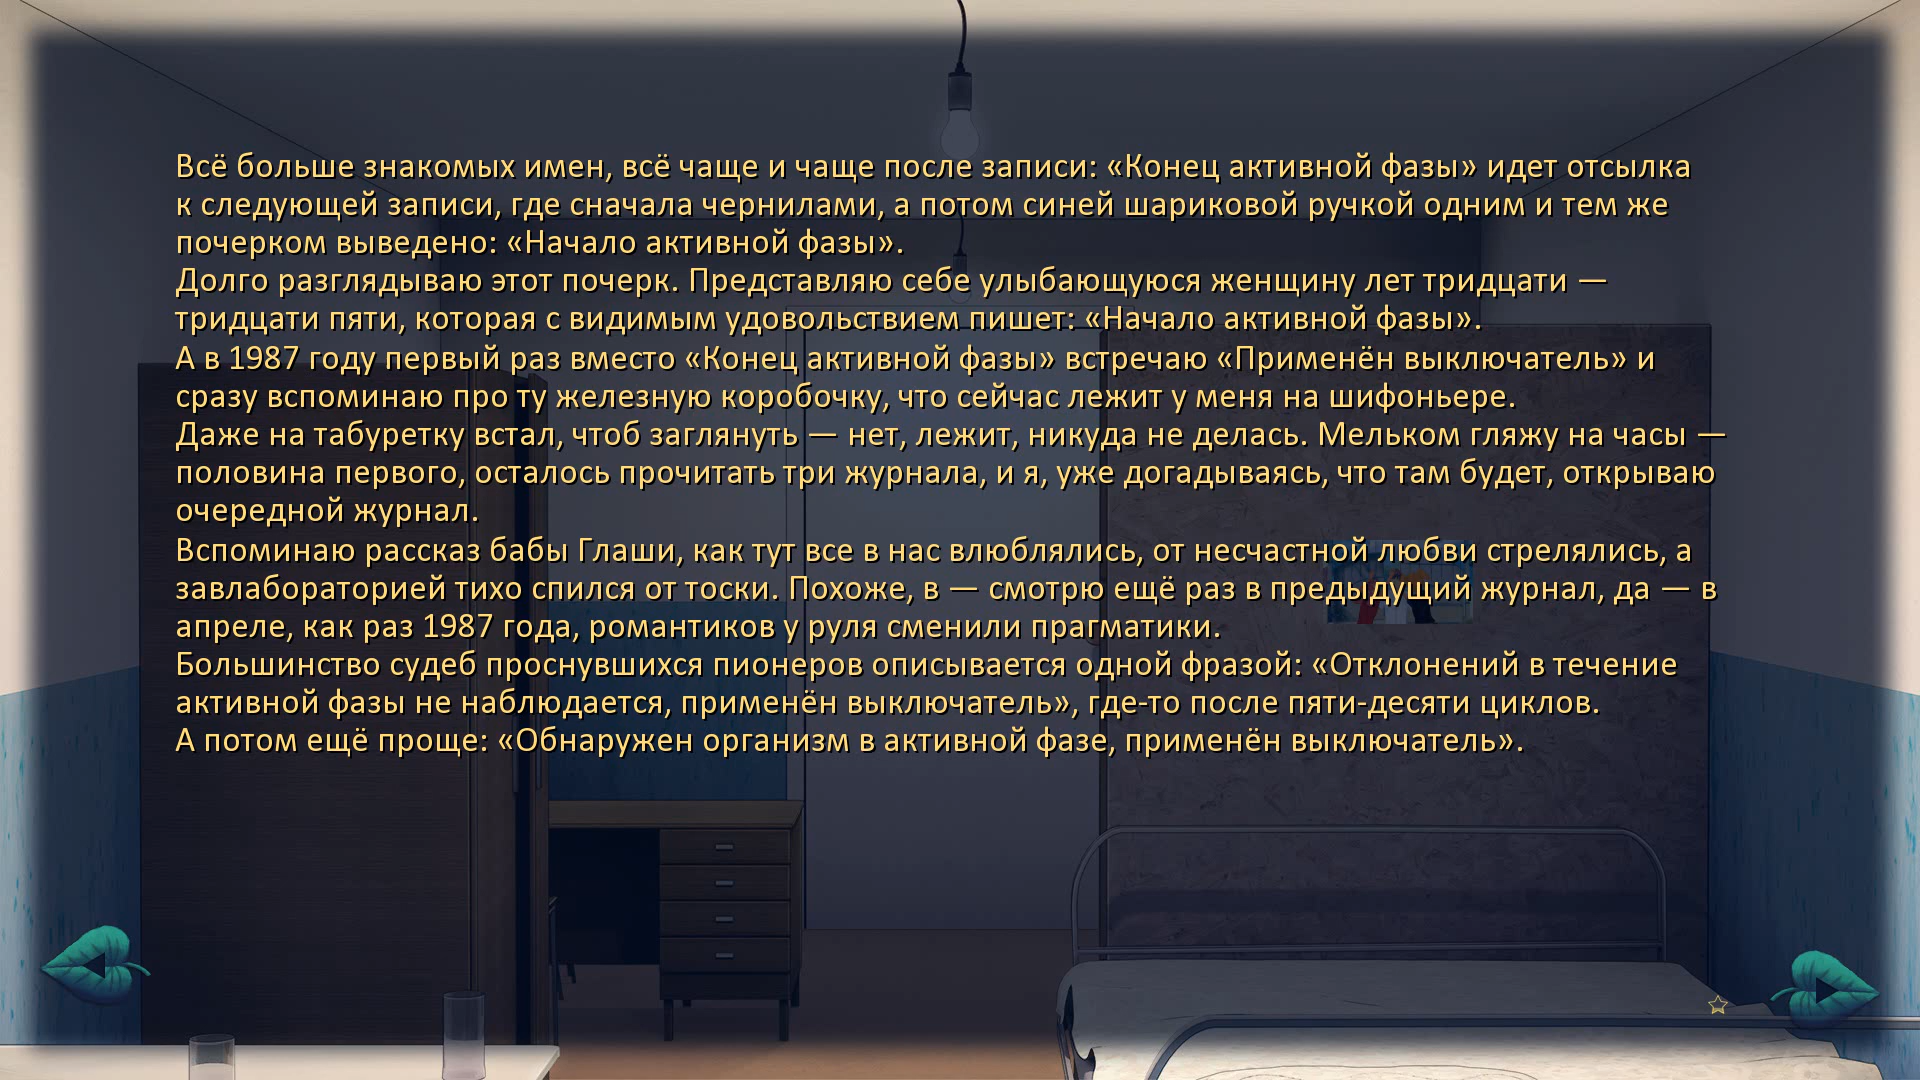 Всё больше знакомых имен, всё чаще и чаще после записи: «Конец активной фазы» идет отсылка
к следующей записи, где сначала чернилами, а потом синей шариковой ручкой одним и тем же
почерком выведено: «Начало активной фазы».
Долго разглядываю этот почерк. Представляю себе улыбающуюся женщину лет тридцати —
тридцати пяти, которая с видимым удовольствием пишет: «Начало активной фазы».
А в 1987 году первый раз вместо «Конец активной фазы» встречаю «Применён выключатель» и
сразу вспоминаю про ту железную коробочку, что сейчас лежит у меня на шифоньере.
Даже на табуретку встал, чтоб заглянуть — нет, лежит, никуда не делась. Мельком гляжу на часы —
половина первого, осталось прочитать три журнала, и я, уже догадываясь, что там будет, открываю
очередной журнал.
Вспоминаю рассказ бабы Глаши, как тут все в нас влюблялись, от несчастной любви стрелялись, а
завлабораторией тихо спился от тоски. Похоже, в — смотрю ещё раз в предыдущий журнал, да — в
апреле, как раз 1987 года, романтиков у руля сменили прагматики.
Большинство судеб проснувшихся пионеров описывается одной фразой: «Отклонений в течение
активной фазы не наблюдается, применён выключатель», где-то после пяти-десяти циклов.
А потом ещё проще: «Обнаружен организм в активной фазе, применён выключатель».